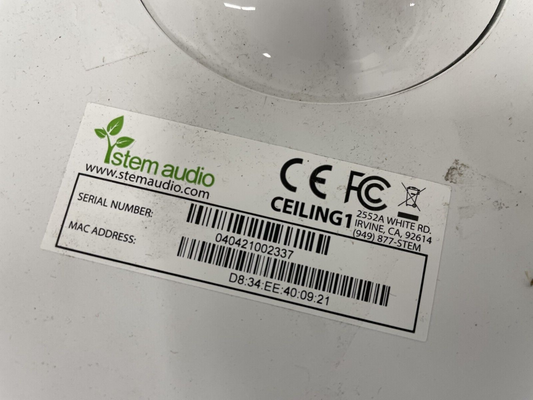 stem audio
www.stemaudio.com
CE FC
CEILING1
2552A WHITE RD.
IRVINE, CA, 92614
(949) 877-STEM
SERIAL NUMBER:
040421002337
MAC ADDRESS:
D8:34:EE:40:09:21